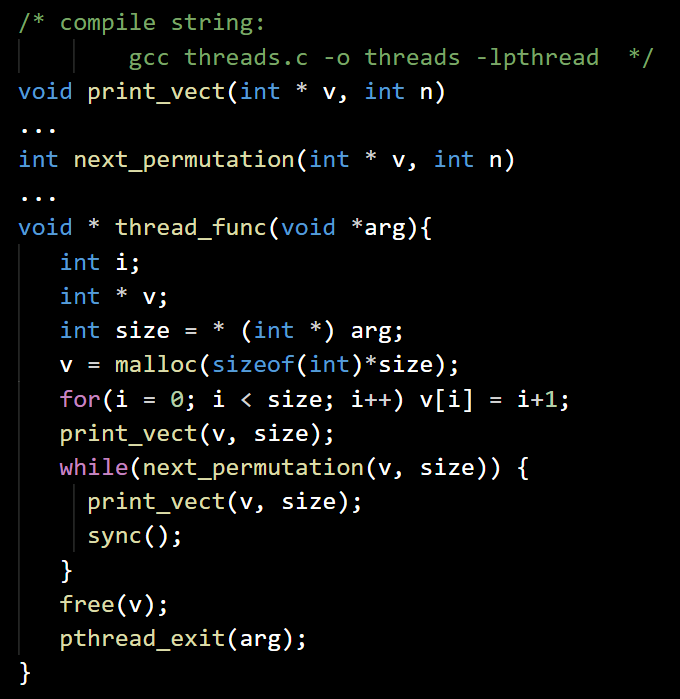 /* compile string:
        gcc threads.c -o threads -lpthread  */
void print_vect(int * v, int n)
...
int next_permutation(int * v, int n)
...
void * thread_func(void *arg){
   int i;
   int * v;
   int size = * (int *) arg;
   v = malloc(sizeof(int)*size);
   for(i = 0; i < size; i++) v[i] = i+1;
   print_vect(v, size);
   while(next_permutation(v, size)) {
     print_vect(v, size);
     sync();
   }
   free(v);
   pthread_exit(arg);
}